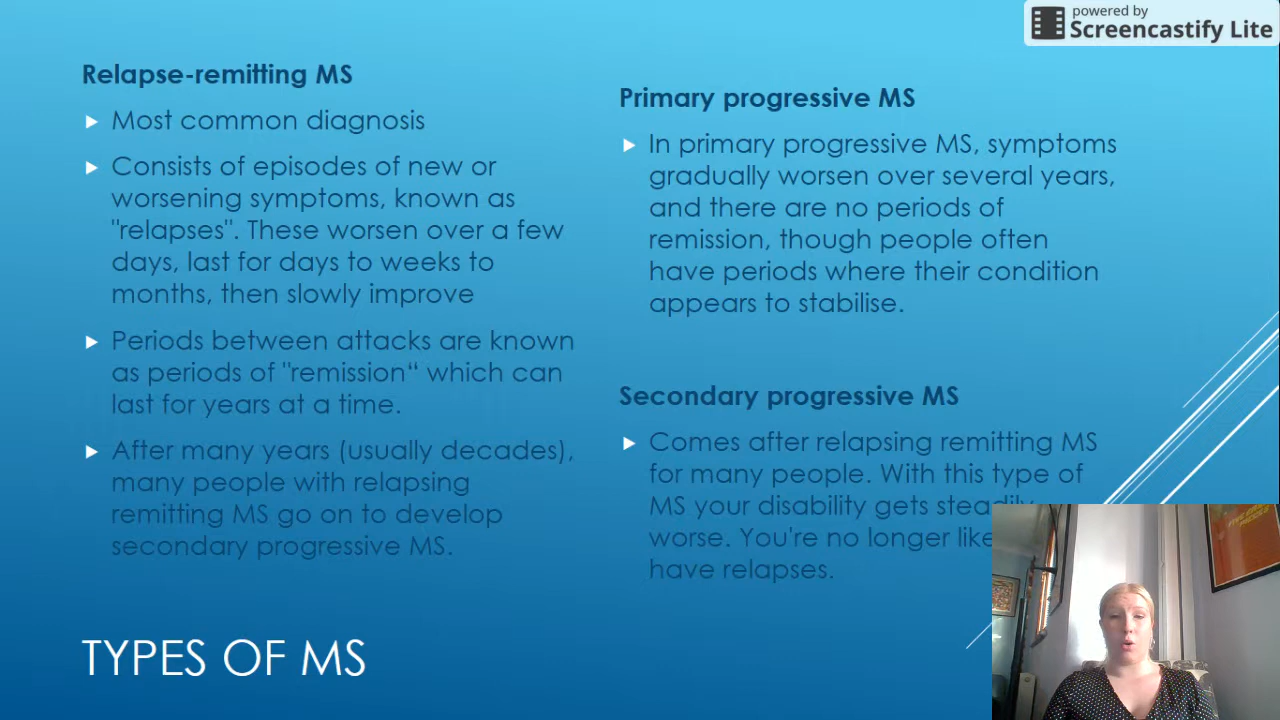 powered by
Screencastify Lite
Relapse-remitting MS
Most common diagnosis
Consists of episodes of new or
worsening symptoms, known as
"relapses". These worsen over a few
days, last for days to weeks to
months, then slowly improve
Periods between attacks are known
as periods of "remission“ which can
last for years at a time.
After many years (usually decades),
many people with relapsing
remitting MS go on to develop
secondary progressive MS.
Primary progressive MS
In primary progressive MS, symptoms
gradually worsen over several years,
and there are no periods of
remission, though people often
have periods where their condition
appears to stabilise.
Secondary progressive MS
Comes after relapsing remitting MS
for many people. With this type of
MS your disability gets steadily
worse. You're no longer
have relapses.
TYPES OF MS